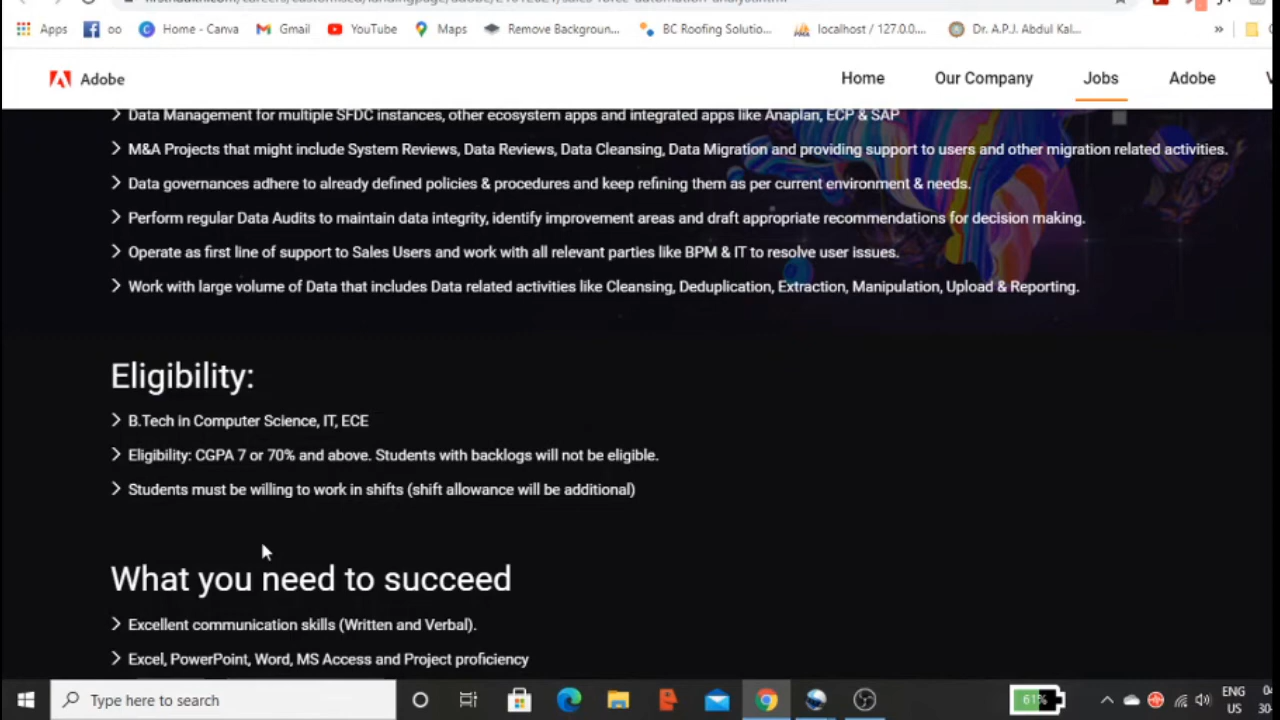 Apps
oo
Home - Canva
Gmail
YouTube
Maps
Remove Backgroun...
BC Roofing Solutio...
localhost / 127.0.0....
Dr. A.P.J. Abdul Kal...
»
Adobe
Home
Our Company
Jobs
Adobe
Data Management for multiple SFDC instances, other ecosystem apps and integrated apps like Anaplan, ECP & SAP
M&A Projects that might include System Reviews, Data Reviews, Data Cleansing, Data Migration and providing support to users and other migration related activities.
Data governances adhere to already defined policies & procedures and keep refining them as per current environment & needs.
Perform regular Data Audits to maintain data integrity, identify improvement areas and draft appropriate recommendations for decision making.
Operate as first line of support to Sales Users and work with all relevant parties like BPM & IT to resolve user issues.
Work with large volume of Data that includes Data related activities like Cleansing, Deduplication, Extraction, Manipulation, Upload & Reporting.
Eligibility:
B.Tech in Computer Science, IT, ECE
Eligibility: CGPA 7 or 70% and above. Students with backlogs will not be eligible.
Students must be willing to work in shifts (shift allowance will be additional)
What you need to succeed
Excellent communication skills (Written and Verbal).
Excel, PowerPoint, Word, MS Access and Project proficiency
Type here to search
61%
ENG
US